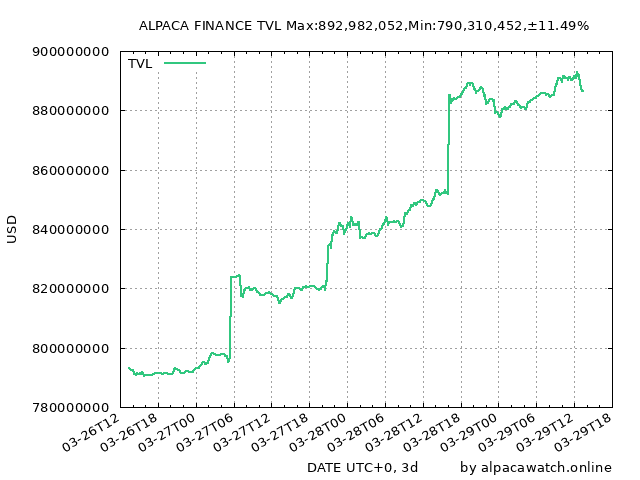 ALPACA FINANCE TVL Max:892,982,052,Min:790,310,452,±11.49%
900000000
TVL
880000000
860000000
840000000
USD
820000000
800000000
780000000
03-26T12
03-26T18
03-27T00
03-27T06
03-27T12
03-27T18
03-28T00
03-28T06
03-28T12
03-28T18
03-29T00
03-29T06
03-29T12
03-29T18
DATE UTC+0, 3d
by alpacawatch.online